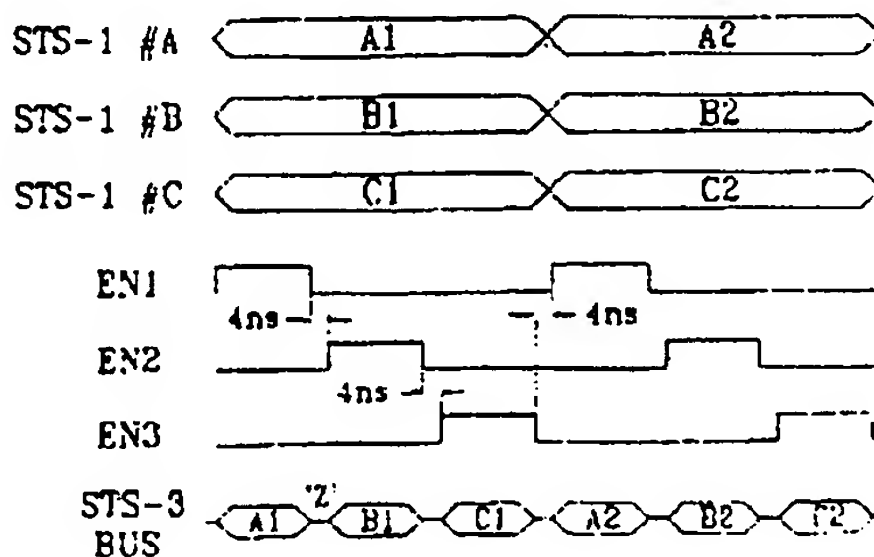 STS-1 #A A1 A2
STS-1 #B B1 B2
STS-1 #C C1 C2
EN1
4ns 4ns
EN2
4ns
EN3
STS-3 'Z' A1 B1 C1 A2 B2 C2
BUS